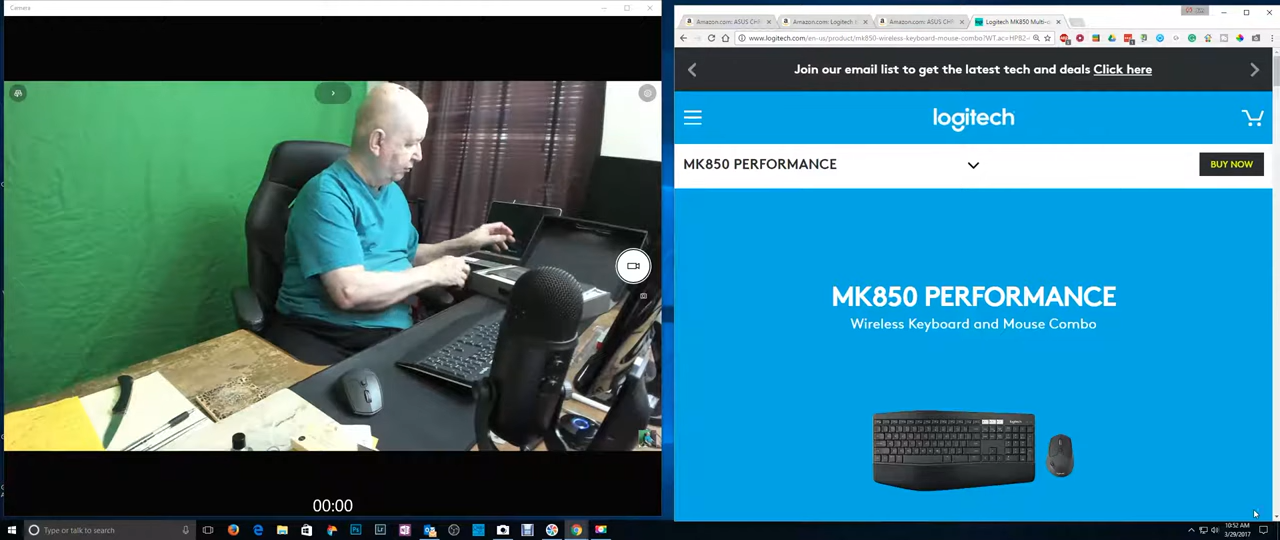 Camera
00:00
Amazon.com: ASUS CH
Amazon.com: Logitech
Amazon.com: ASUS CH
Logitech MK850 Multi-
www.logitech.com/en-us/product/mk850-wireless-keyboard-mouse-combo?WT.ac=HPB2~
Join our email list to get the latest tech and deals Click here
logitech
MK850 PERFORMANCE
BUY NOW
MK850 PERFORMANCE
Wireless Keyboard and Mouse Combo
logitech
Type or talk to search
10:52 AM
3/29/2017